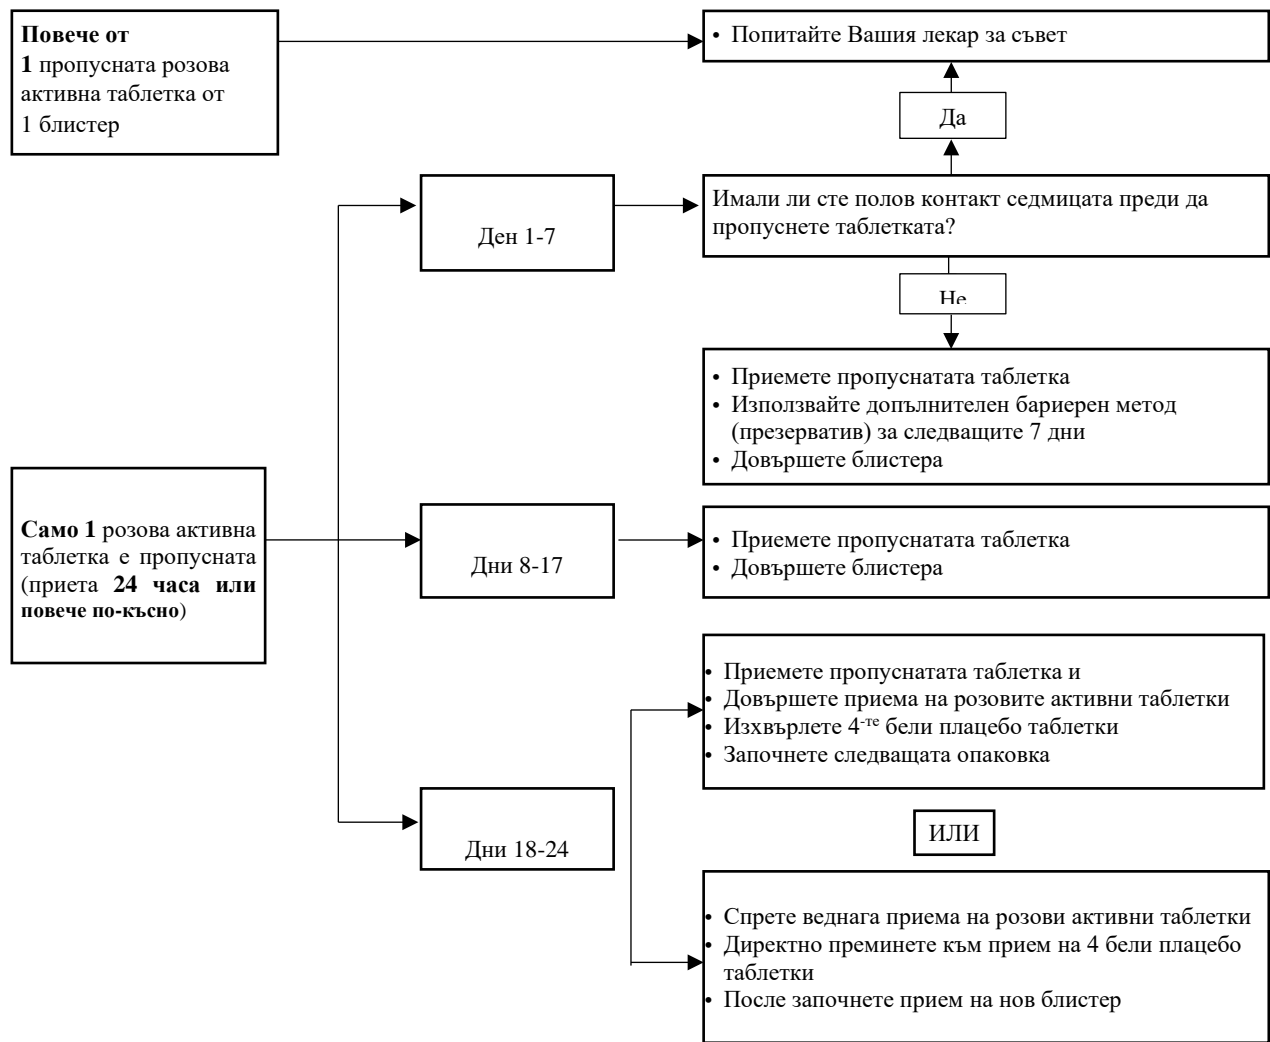 Повече от
1 пропусната розова
активна таблетка от
1 блистер
• Попитайте Вашия лекар за съвет
Да
Ден 1-7
Имали ли сте полов контакт седмицата преди да
пропуснете таблетката?
Не
• Приемете пропуснатата таблетка
• Използвайте допълнителен бариерен метод
(презерватив) за следващите 7 дни
• Довършете блистера
Само 1 розова активна
таблетка е пропусната
(приета 24 часа или
повече по-късно)
Дни 8-17
• Приемете пропуснатата таблетка
• Довършете блистера
Дни 18-24
• Приемете пропуснатата таблетка и
• Довършете приема на розовите активни таблетки
• Изхвърлете 4-те бели плацебо таблетки
• Започнете следващата опаковка
ИЛИ
• Спрете веднага приема на розови активни таблетки
• Директно преминете към прием на 4 бели плацебо
таблетки
• После започнете прием на нов блистер